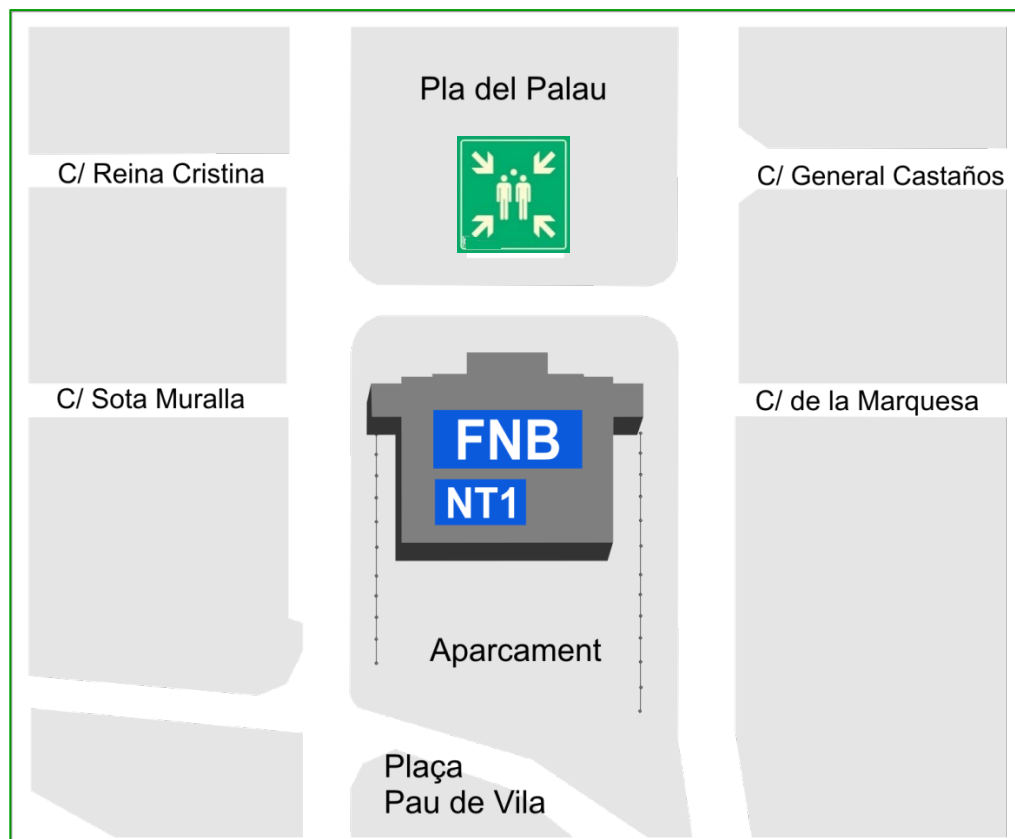 Pla del Palau
C/ Reina Cristina
C/ General Castaños
C/ Sota Muralla
C/ de la Marquesa
FNB
NT1
Aparcament
Plaça
Pau de Vila